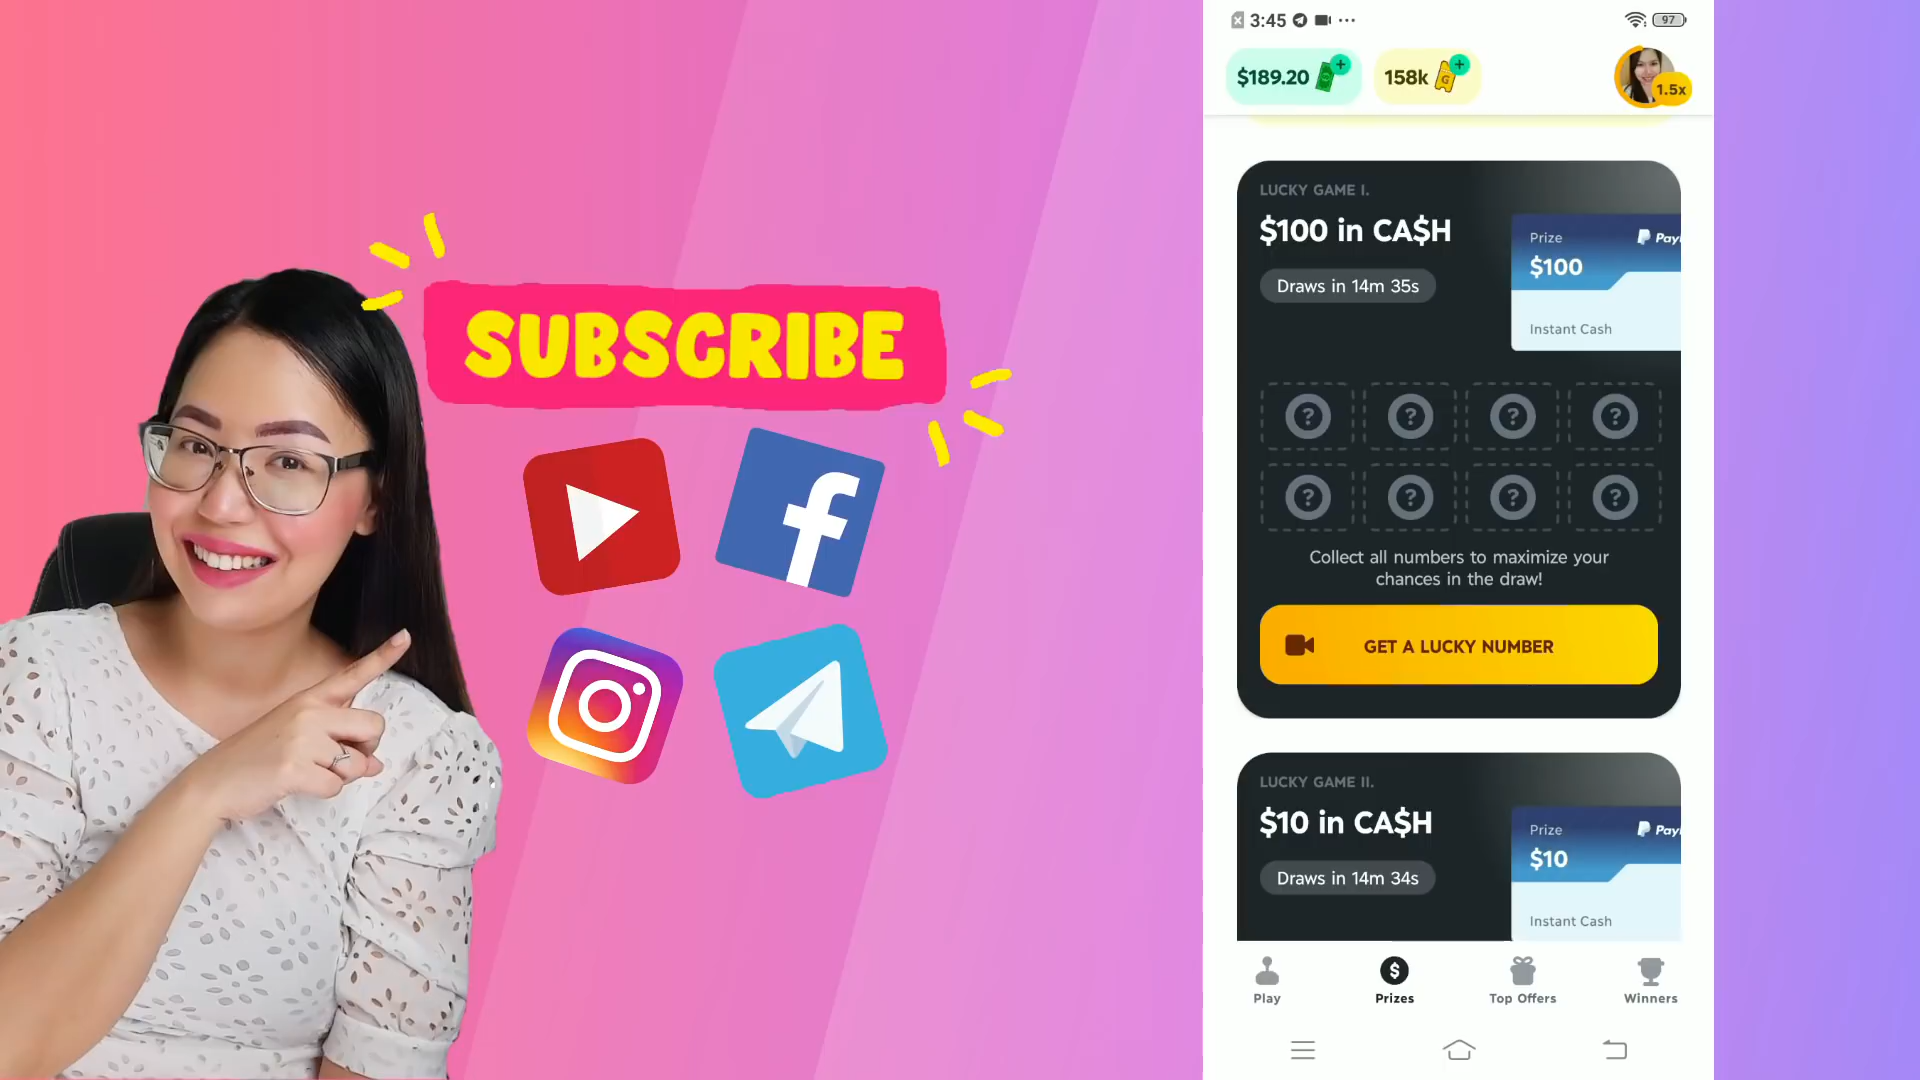 SUBSCRIBE
3:45
97
$189.20
158k
G
1.5x
LUCKY GAME I.
$100 in CA$H
Draws in 14m 35s
Prize
$100
Instant Cash
Collect all numbers to maximize your
chances in the draw!
GET A LUCKY NUMBER
LUCKY GAME II.
$10 in CA$H
Draws in 14m 34s
Prize
$10
Instant Cash
Play
Prizes
Top Offers
Winners